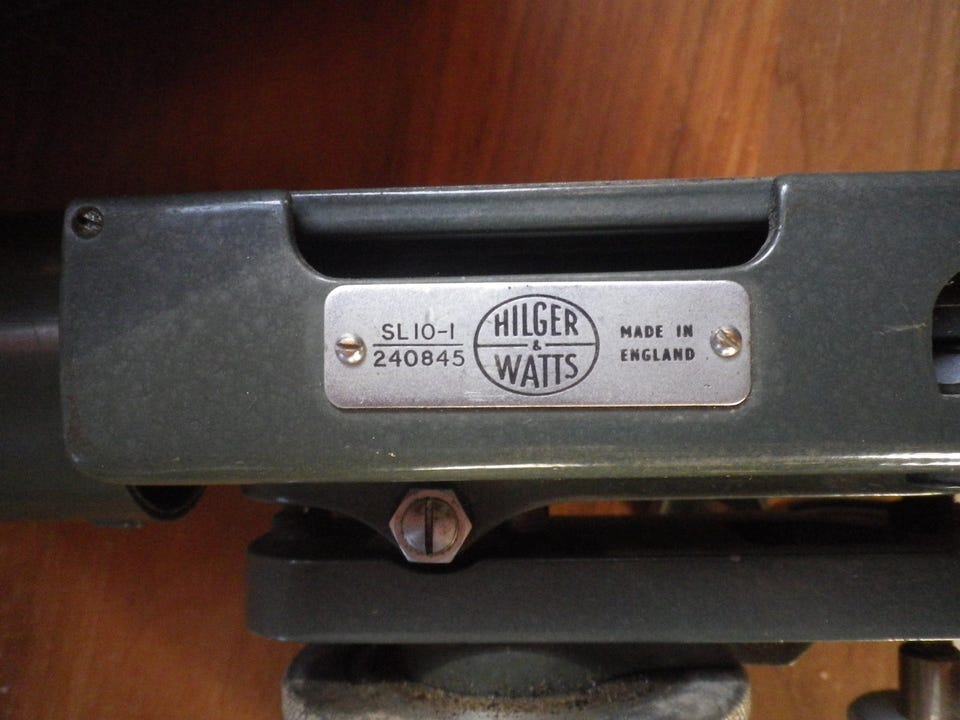 SL10-1
240845
HILGER
&
WATTS
MADE IN
ENGLAND